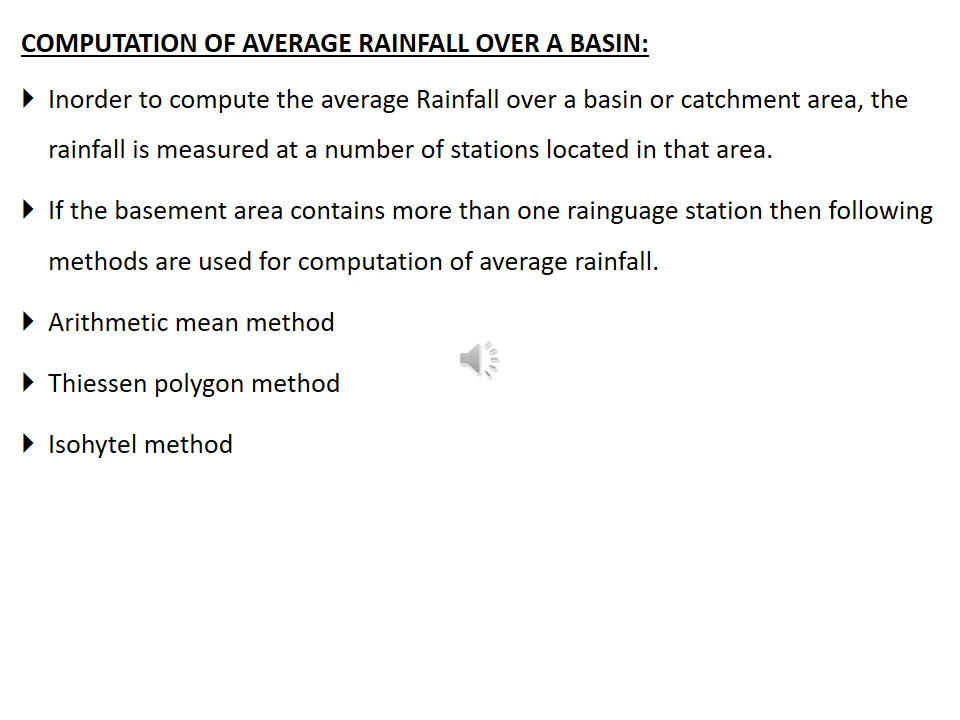 COMPUTATION OF AVERAGE RAINFALL OVER A BASIN:
Inorder to compute the average Rainfall over a basin or catchment area, the
rainfall is measured at a number of stations located in that area.
If the basement area contains more than one rainguage station then following
methods are used for computation of average rainfall.
Arithmetic mean method
Thiessen polygon method
Isohytel method